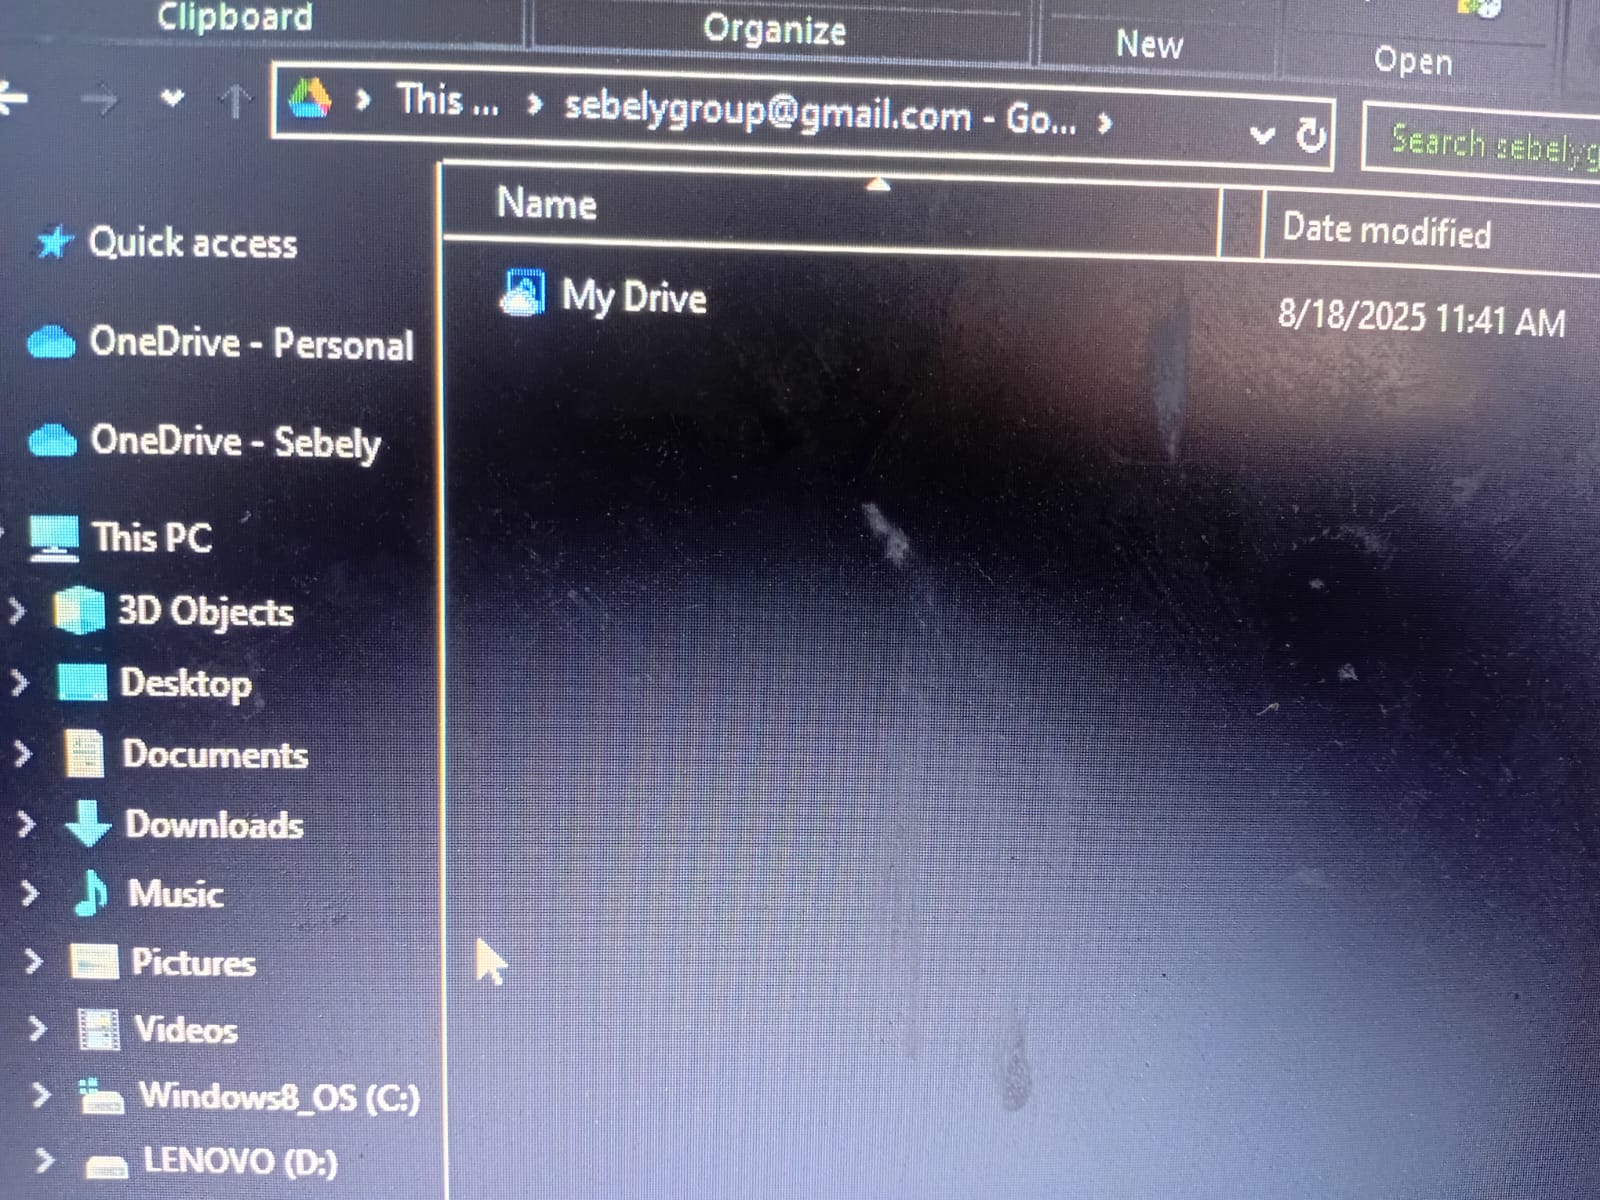 Clipboard
Organize
New
Open
This ...
sebelygroup@gmail.com - Go...
Search sebelyg
Name
Date modified
My Drive
8/18/2025 11:41 AM
Quick access
OneDrive - Personal
OneDrive - Sebely
This PC
3D Objects
Desktop
Documents
Downloads
Music
Pictures
Videos
Windows8_OS (C:)
LENOVO (D:)